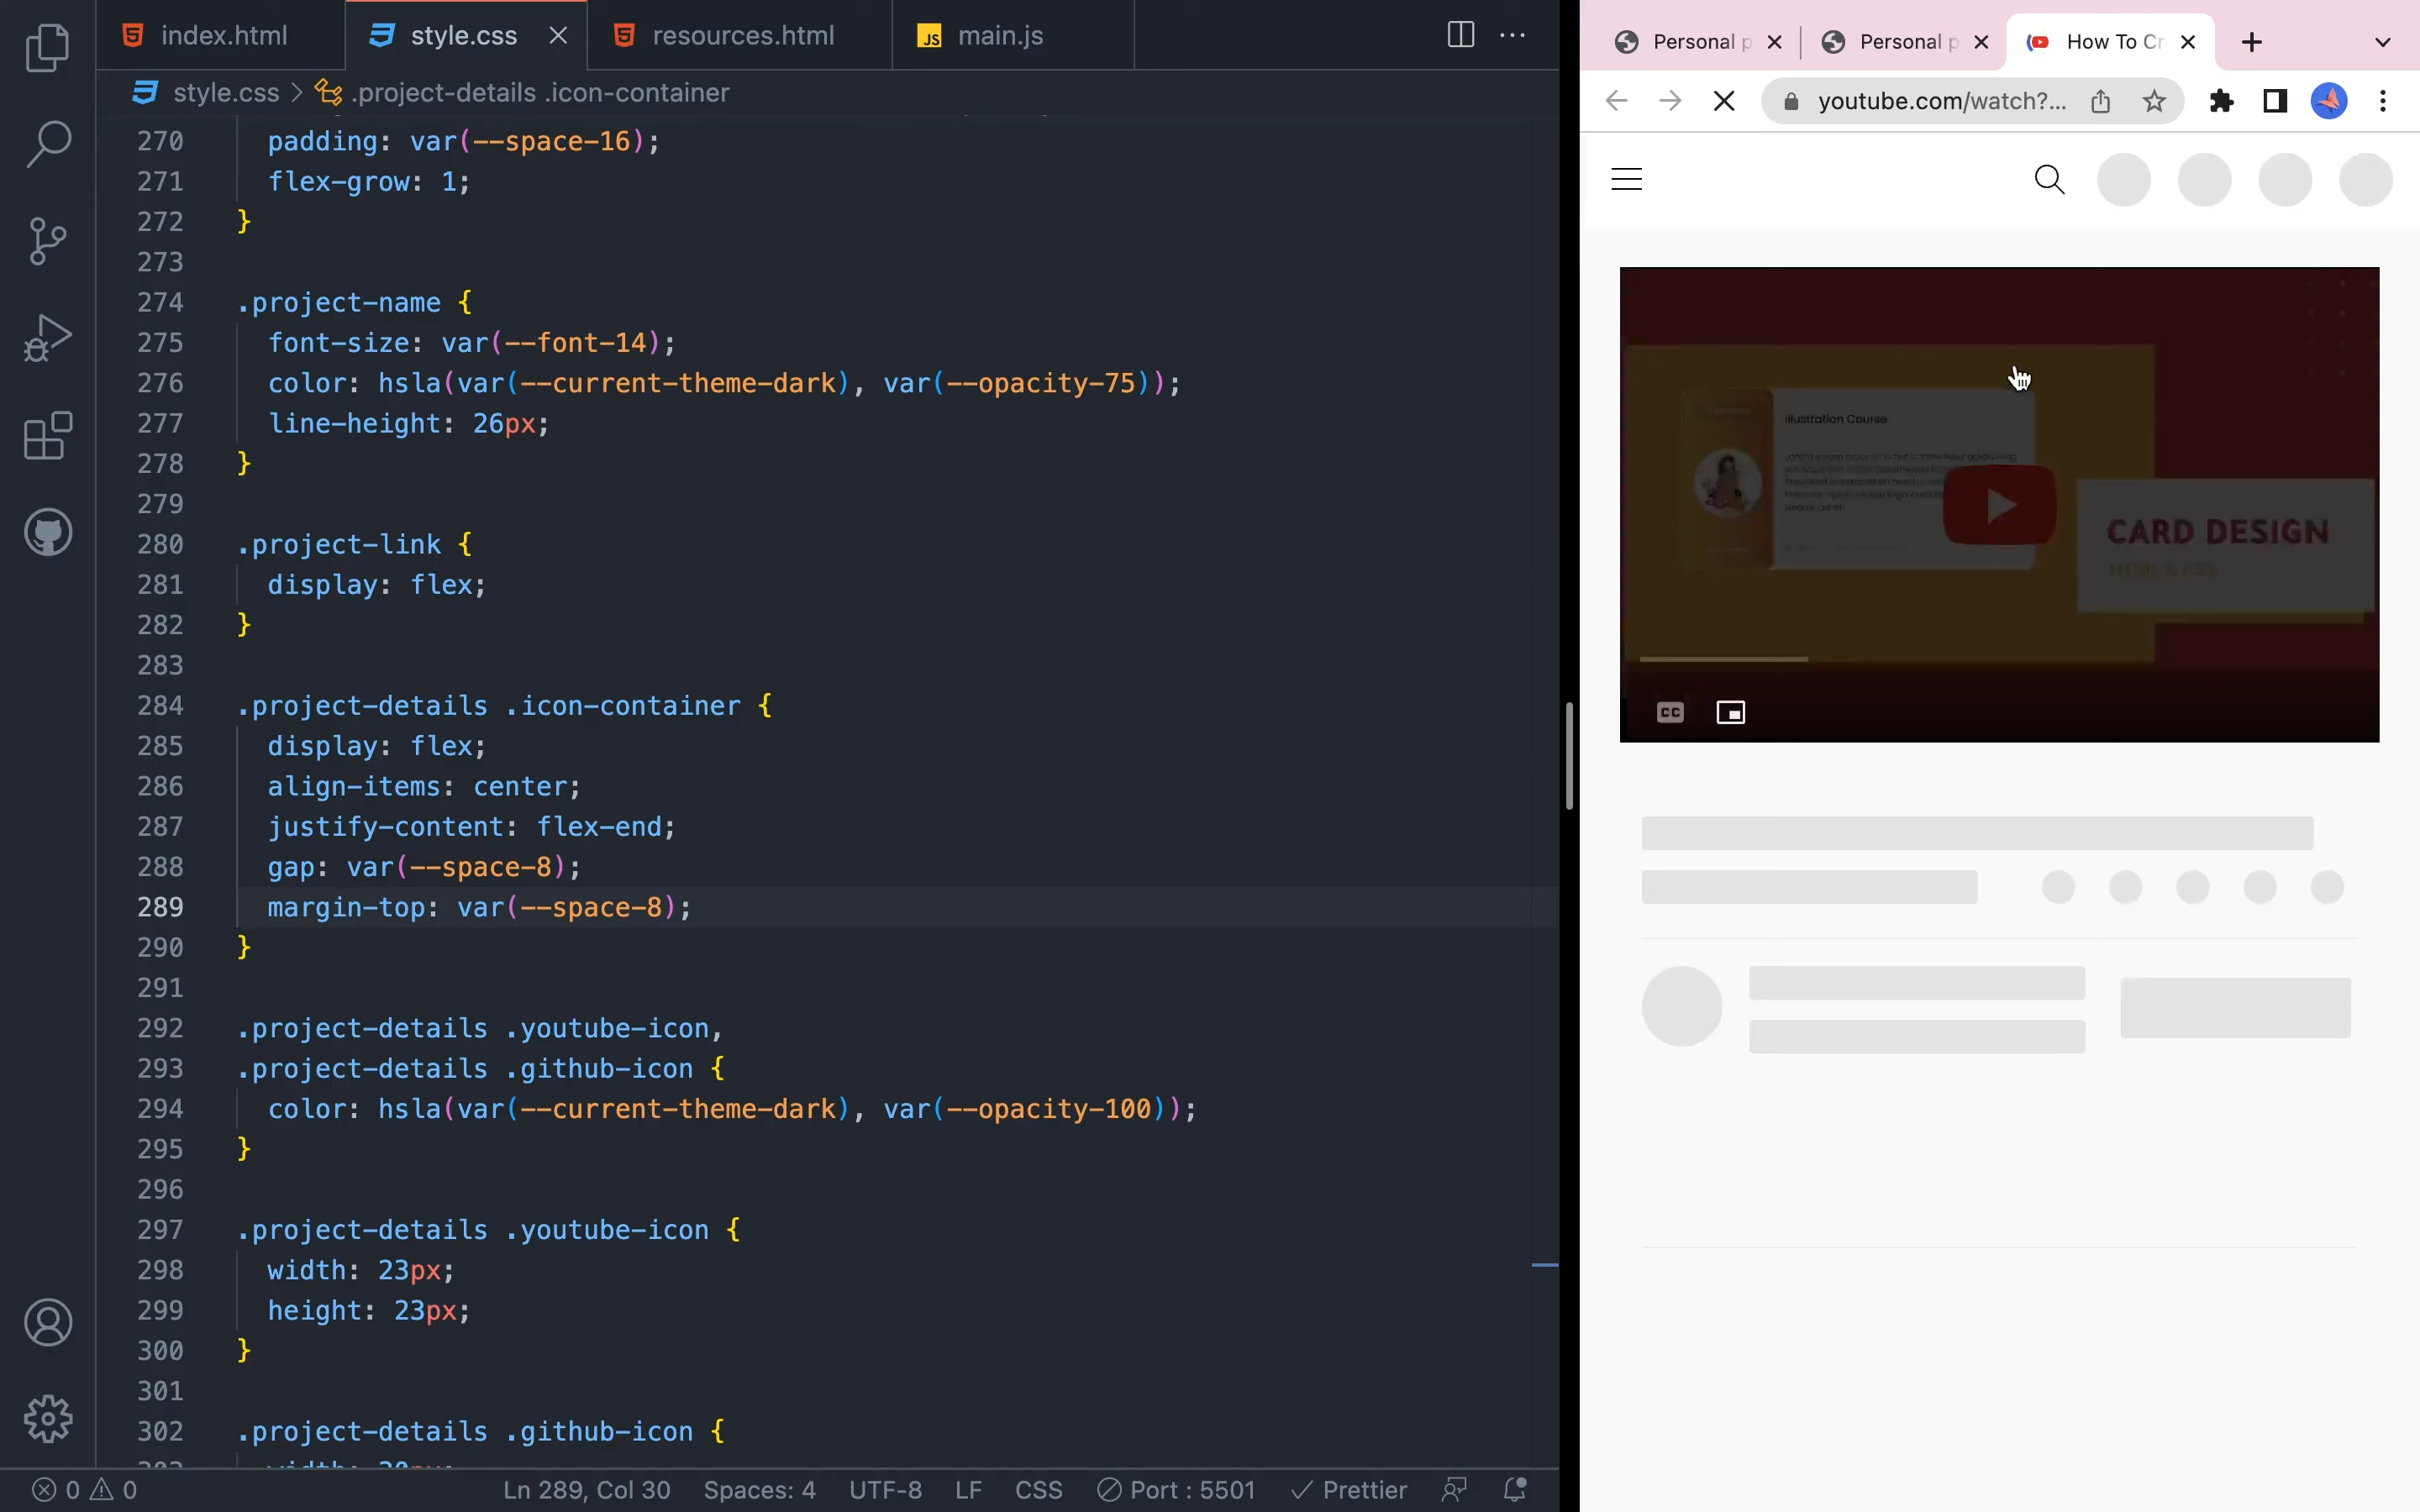 index.html
style.css
resources.html
JS main.js
style.css > .project-details .icon-container
270 padding: var(--space-16);
271 flex-grow: 1;
272 }
273
274 .project-name {
275 font-size: var(--font-14);
276 color: hsla(var(--current-theme-dark), var(--opacity-75));
277 line-height: 26px;
278 }
279
280 .project-link {
281 display: flex;
282 }
283
284 .project-details .icon-container {
285 display: flex;
286 align-items: center;
287 justify-content: flex-end;
288 gap: var(--space-8);
289 margin-top: var(--space-8);
290 }
291
292 .project-details .youtube-icon,
293 .project-details .github-icon {
294 color: hsla(var(--current-theme-dark), var(--opacity-100));
295 }
296
297 .project-details .youtube-icon {
298 width: 23px;
299 height: 23px;
300 }
301
302 .project-details .github-icon {
0 0 Ln 289, Col 30 Spaces: 4 UTF-8 LF CSS Port : 5501 Prettier
Personal p
Personal p
How To Cr
youtube.com/watch?...
Illustration Course
CARD DESIGN
HTML CSS
CC